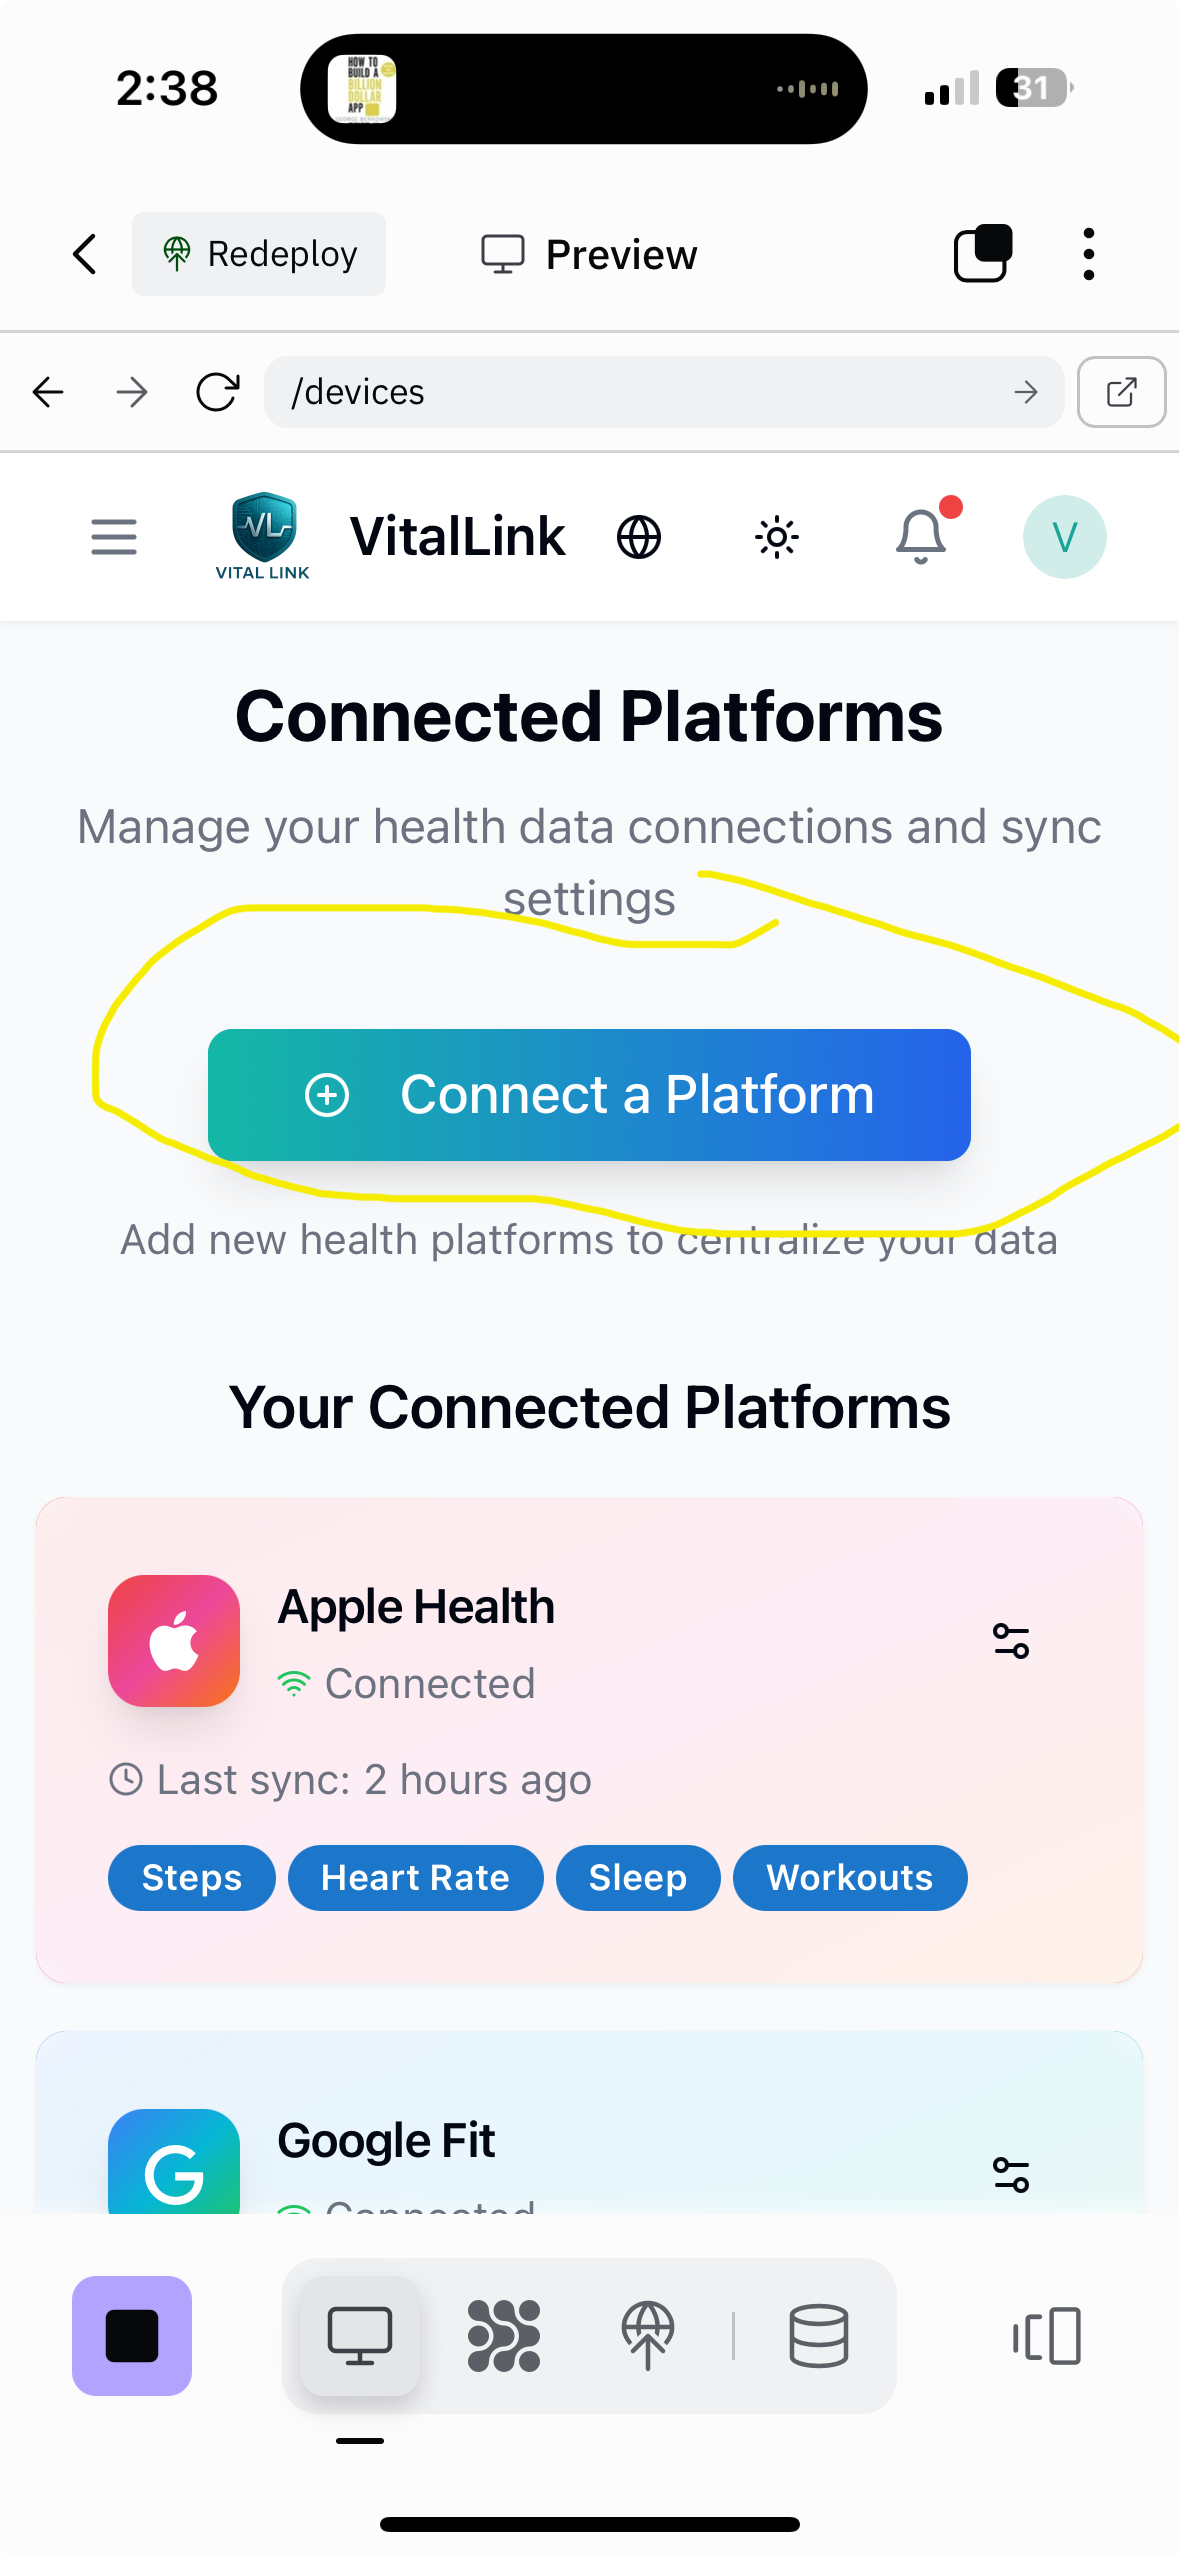 2:38
HOW TO
BUILD A
BILLION
DOLLAR
APP
31
Redeploy
Preview
/devices
VL
VITAL LINK
VitalLink
V
Connected Platforms
Manage your health data connections and sync
settings
Connect a Platform
Add new health platforms to centralize your data
Your Connected Platforms
Apple Health
Connected
Last sync: 2 hours ago
Steps
Heart Rate
Sleep
Workouts
G
Google Fit
Connected